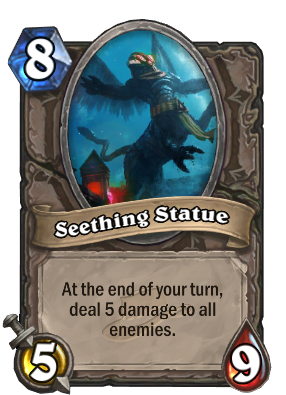 8
Seething Statue
At the end of your turn,
deal 5 damage to all
enemies.
5
9